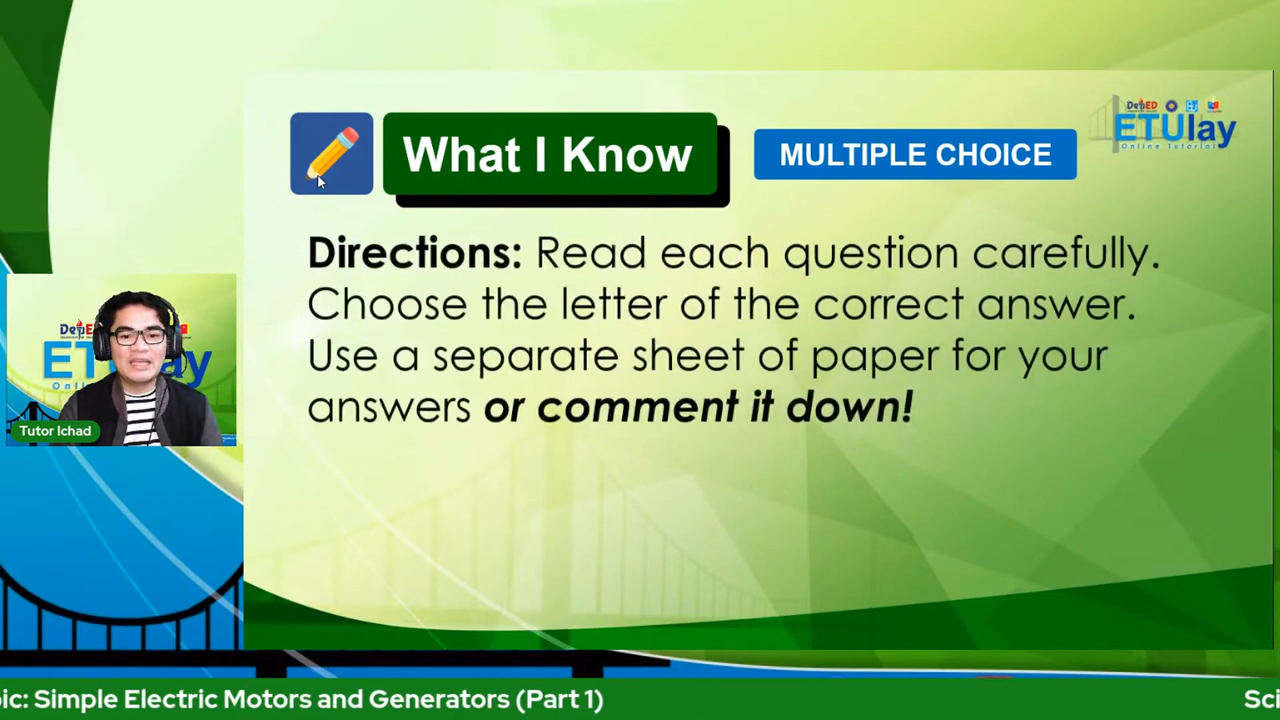 What I Know
MULTIPLE CHOICE
DepED
ETUlay
Online Tutorial
Directions: Read each question carefully.
Choose the letter of the correct answer.
Use a separate sheet of paper for your
answers or comment it down!
DepED
Tutor Ichad
ic: Simple Electric Motors and Generators (Part 1)
Sci